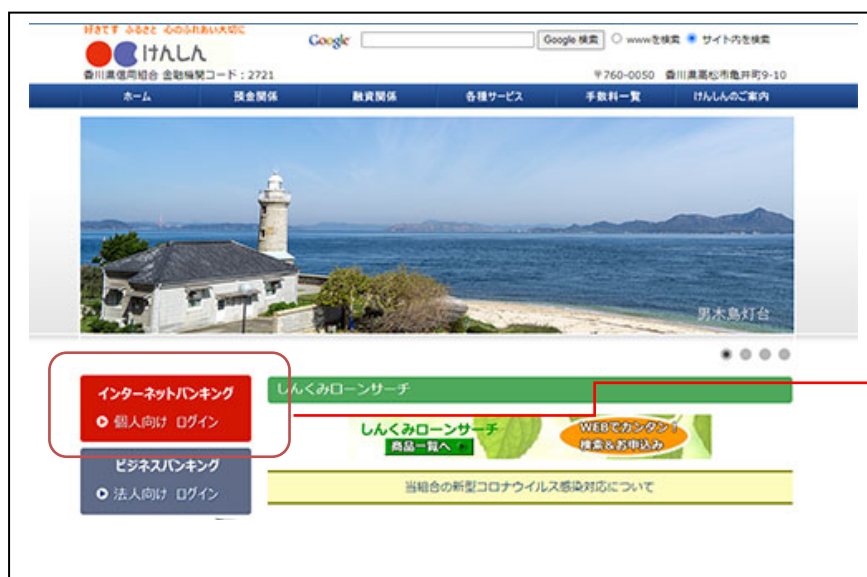 好きです ふるさと 心のふれあい大切に
けんしん
Google
Google 検索 wwwを検索 サイト内を検索
香川県信用組合 金融機関コード：2721
〒760-0050 香川県高松市亀井町9-10
ホーム 預金関係 融資関係 各種サービス 手数料一覧 けんしんのご案内
男木島灯台
インターネットバンキング
個人向け ログイン
しんくみローンサーチ
しんくみローンサーチ
商品一覧へ
WEBでカンタン！
検索&お申込み
ビジネスバンキング
法人向け ログイン
当組合の新型コロナウイルス感染対応について